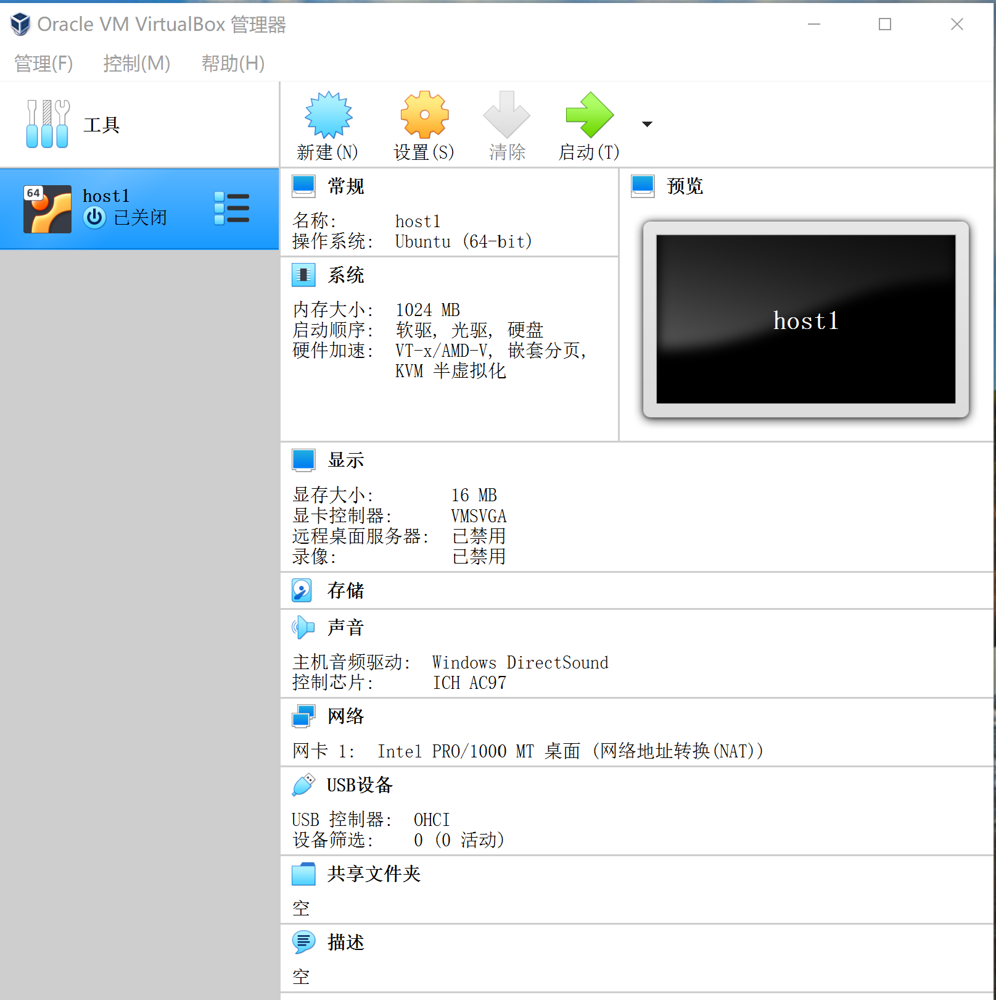 Oracle VM VirtualBox 管理器
管理(F) 控制(M) 帮助(H)
工具
新建(N) 设置(S) 清除 启动(T)
64
host1
已关闭
常规
名称: host1
操作系统: Ubuntu (64-bit)
预览
host1
系统
内存大小: 1024 MB
启动顺序: 软驱, 光驱, 硬盘
硬件加速: VT-x/AMD-V, 嵌套分页,
KVM 半虚拟化
显示
显存大小: 16 MB
显卡控制器: VMSVGA
远程桌面服务器: 已禁用
录像: 已禁用
存储
声音
主机音频驱动: Windows DirectSound
控制芯片: ICH AC97
网络
网卡 1: Intel PRO/1000 MT 桌面 (网络地址转换(NAT))
USB设备
USB 控制器: OHCI
设备筛选: 0 (0 活动)
共享文件夹
空
描述
空